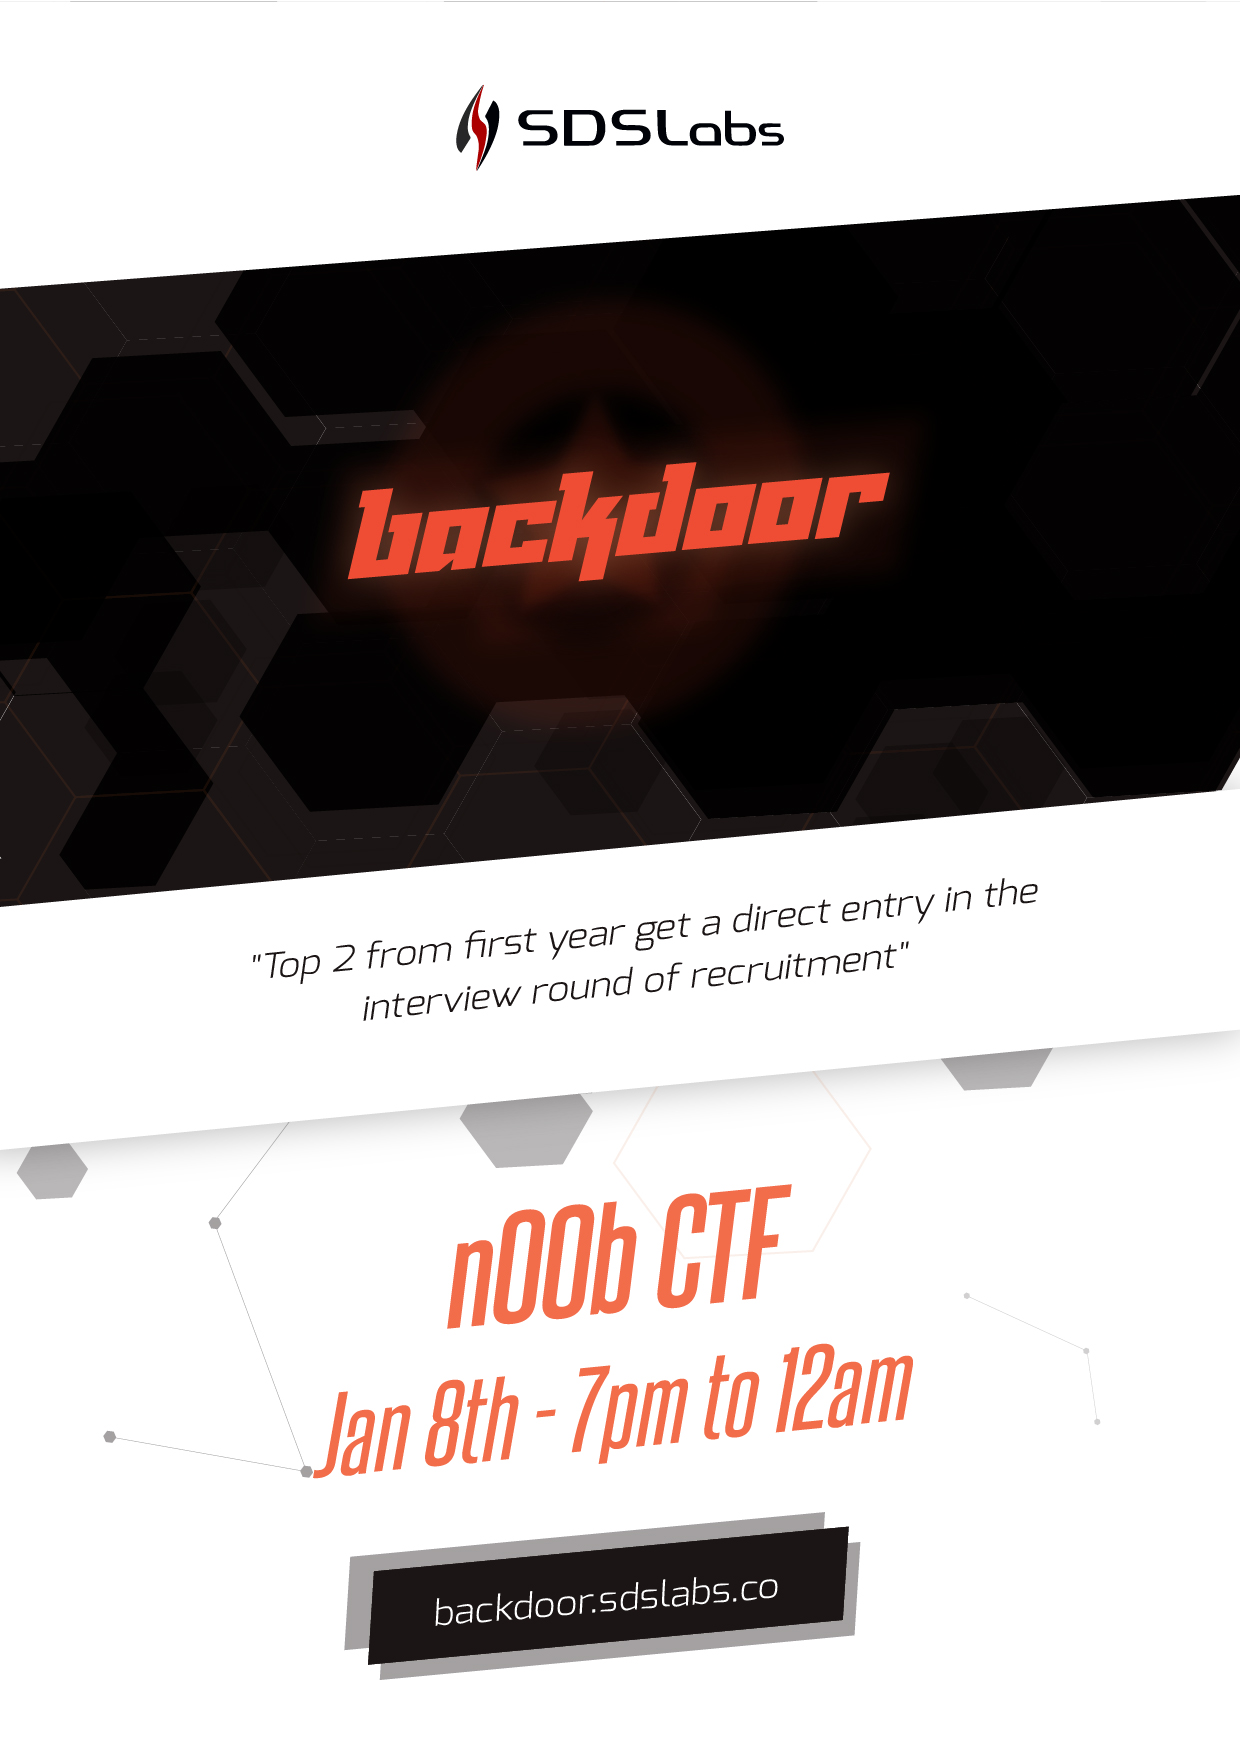 SDSLabs
backdoor
"Top 2 from first year get a direct entry in the
interview round of recruitment"
n00b CTF
Jan 8th - 7pm to 12am
backdoor.sdslabs.co